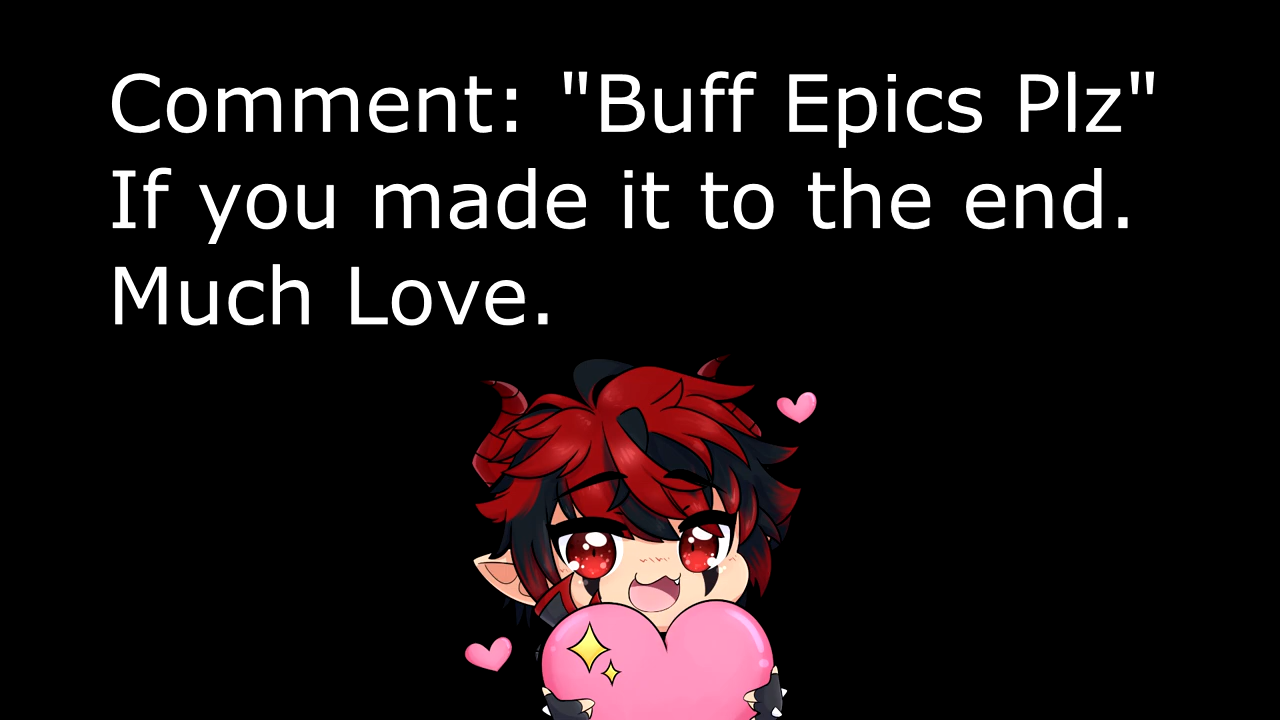 Comment: "Buff Epics Plz"
If you made it to the end.
Much Love.